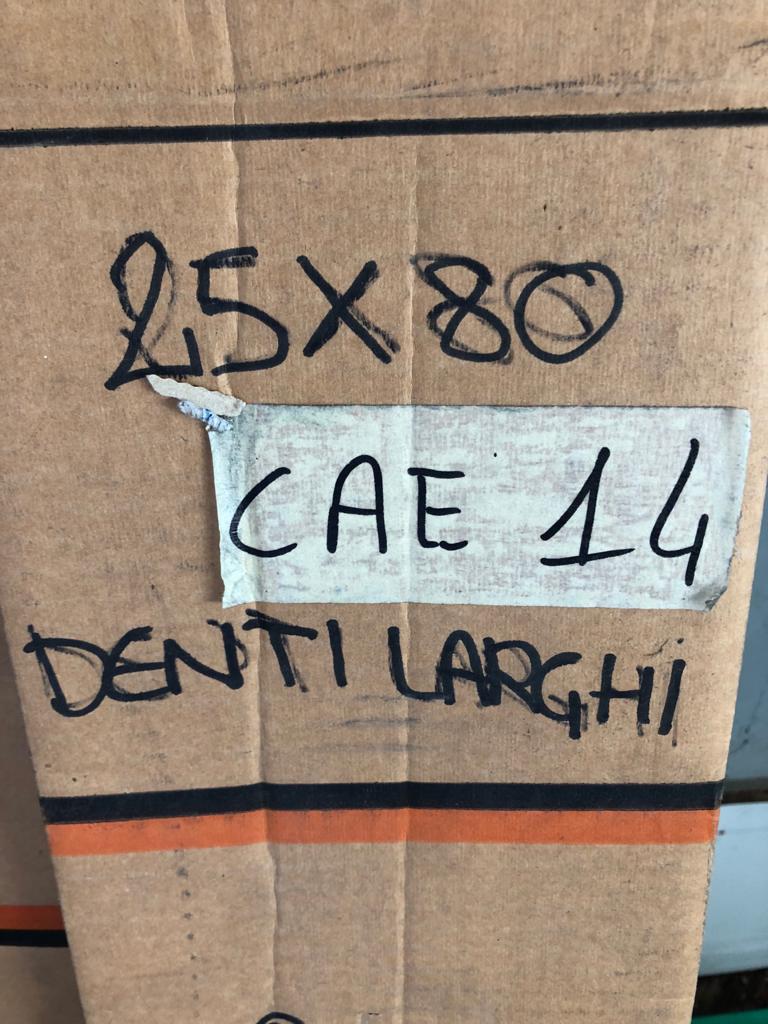 25X80
CAE 14
DENTI LARGHI